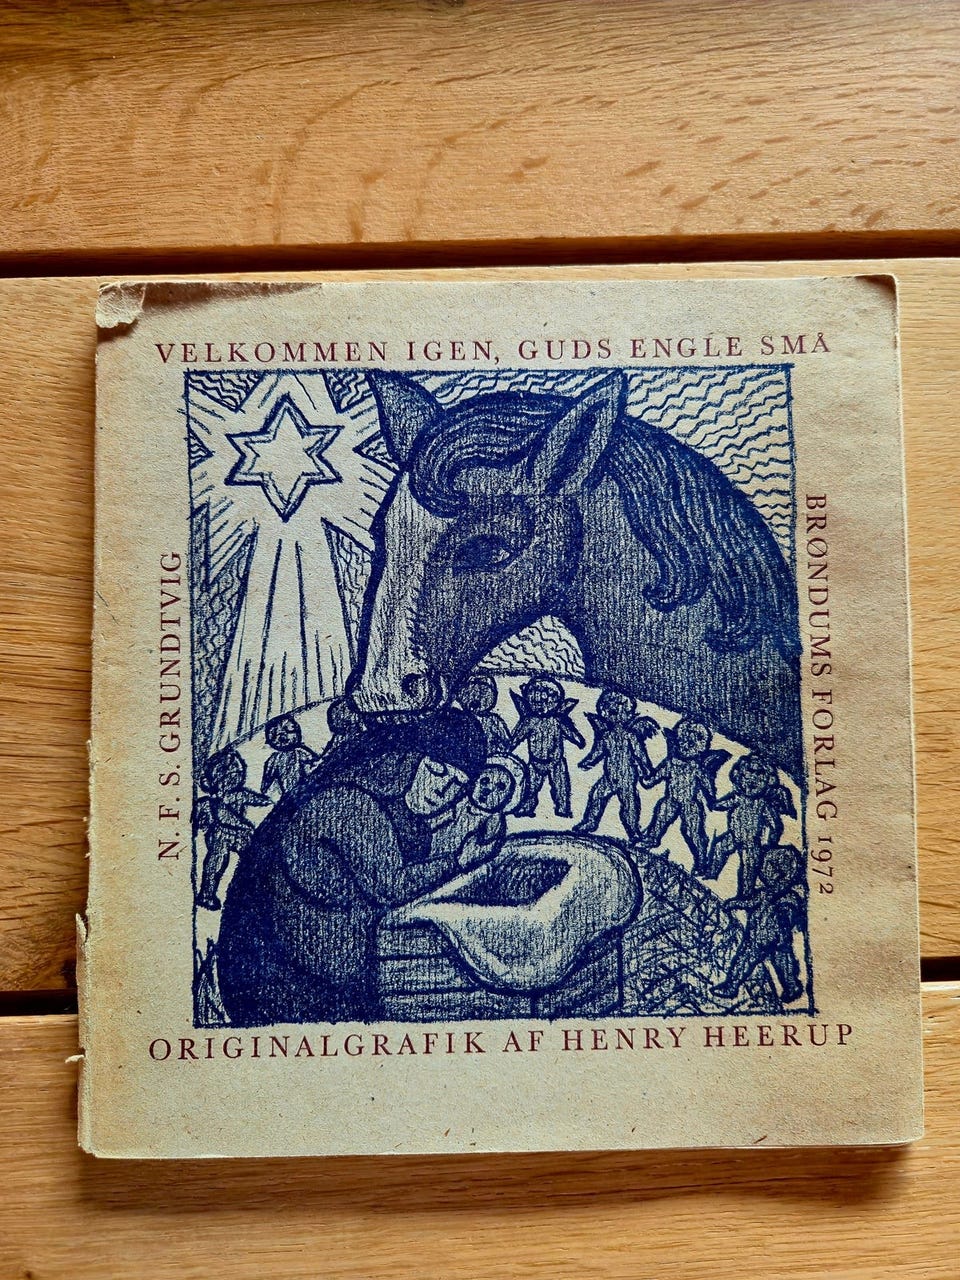 VELKOMMEN IGEN, GUDS ENGLE SMÅ
N. F. S. GRUNDTVIG
BRØNDUMS FORLAG 1972
ORIGINALGRAFIK AF HENRY HEERUP